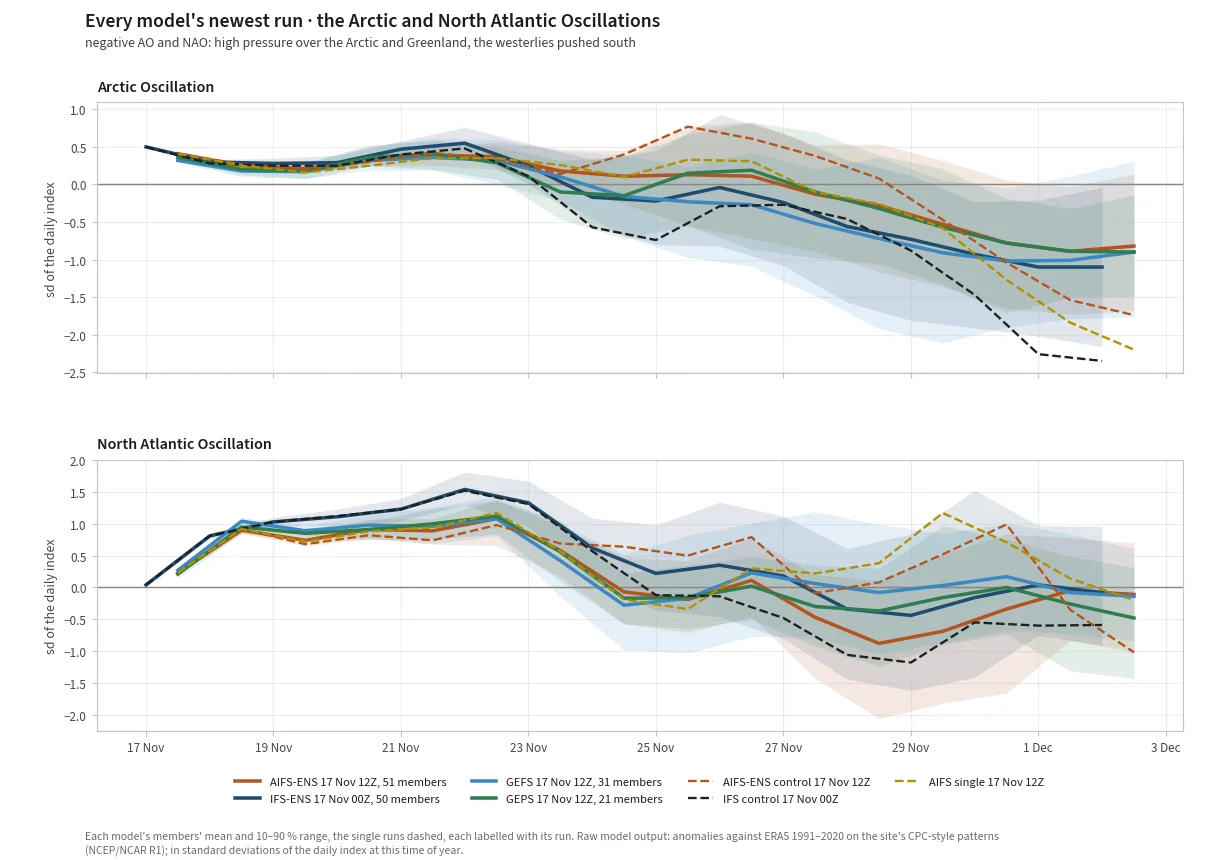 Every model's newest run · the Arctic and North Atlantic Oscillations
negative AO and NAO: high pressure over the Arctic and Greenland, the westerlies pushed south
Arctic Oscillation
1.0
0.5
0.0
−0.5
−1.0
−1.5
−2.0
−2.5
sd of the daily index
North Atlantic Oscillation
2.0
1.5
1.0
0.5
0.0
−0.5
−1.0
−1.5
−2.0
sd of the daily index
17 Nov 19 Nov 21 Nov 23 Nov 25 Nov 27 Nov 29 Nov 1 Dec 3 Dec
AIFS-ENS 17 Nov 12Z, 51 members GEFS 17 Nov 12Z, 31 members AIFS-ENS control 17 Nov 12Z AIFS single 17 Nov 12Z
IFS-ENS 17 Nov 00Z, 50 members GEPS 17 Nov 12Z, 21 members IFS control 17 Nov 00Z
Each model's members' mean and 10–90 % range, the single runs dashed, each labelled with its run. Raw model output: anomalies against ERA5 1991–2020 on the site's CPC-style patterns
(NCEP/NCAR R1); in standard deviations of the daily index at this time of year.